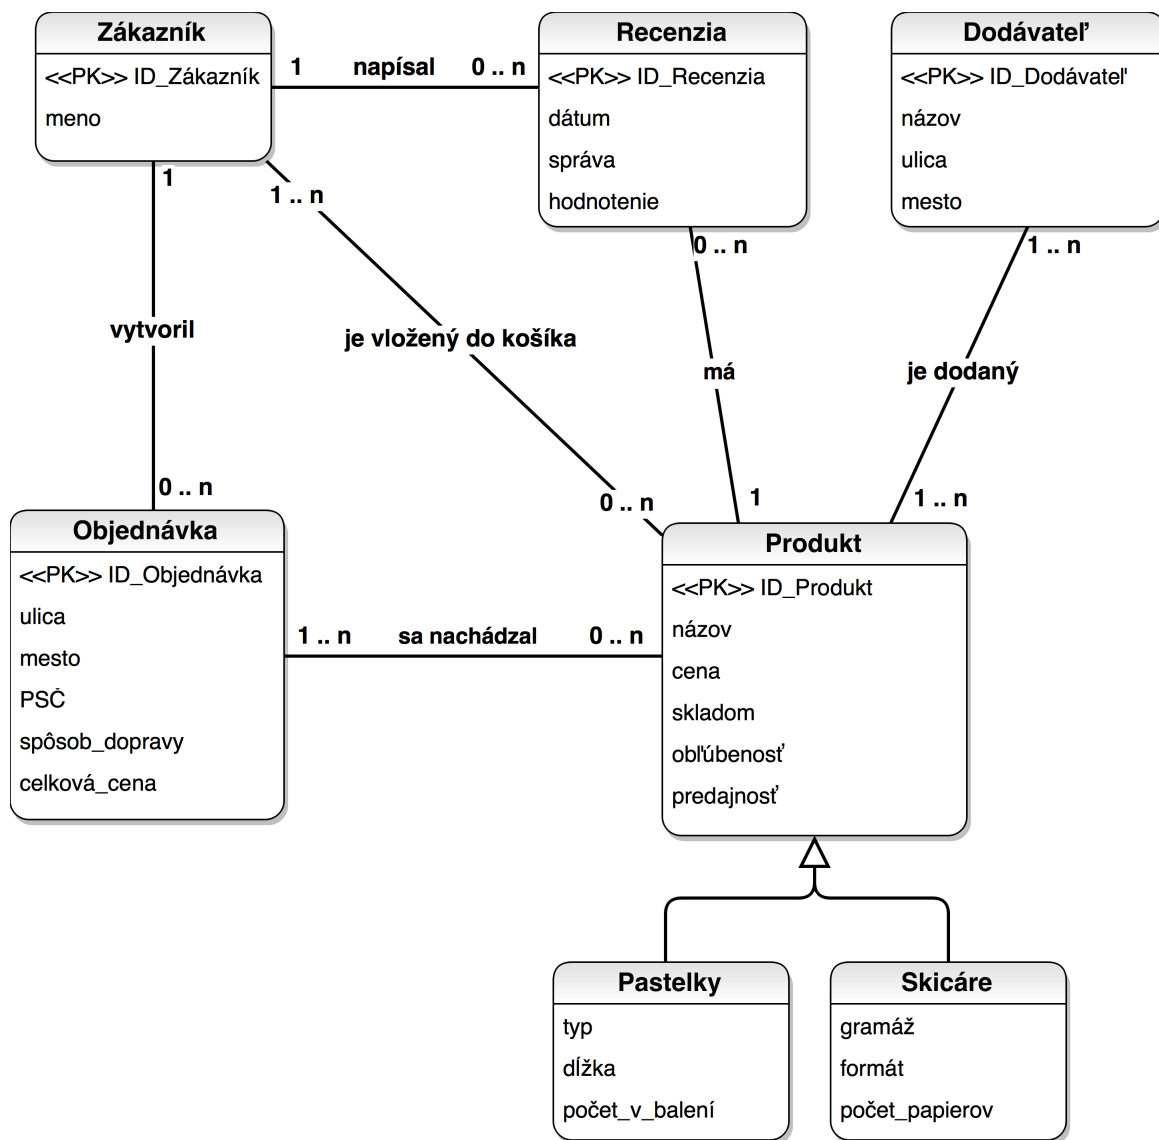 Zákazník
<<PK>> ID_Zákazník
meno
1 napísal 0 .. n
Recenzia
<<PK>> ID_Recenzia
dátum
správa
hodnotenie
Dodávateľ
<<PK>> ID_Dodávateľ
názov
ulica
mesto
1
vytvoril
0 .. n
1 .. n
je vložený do košíka
0 .. n
0 .. n
má
1
1 .. n
je dodaný
1 .. n
Objednávka
<<PK>> ID_Objednávka
ulica
mesto
PSČ
spôsob_dopravy
celková_cena
1 .. n sa nachádzal 0 .. n
Produkt
<<PK>> ID_Produkt
názov
cena
skladom
obľúbenosť
predajnosť
Pastelky
typ
dĺžka
počet_v_balení
Skicáre
gramáž
formát
počet_papierov